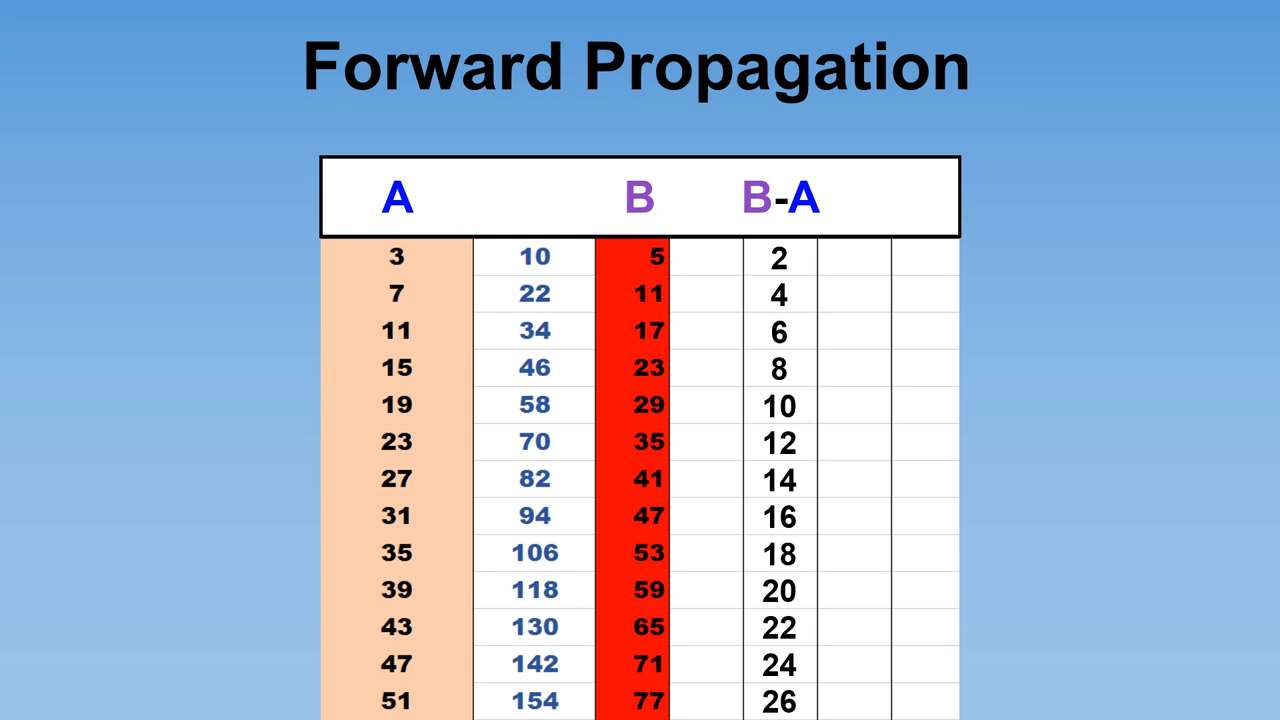 Forward Propagation
A B B-A
3 10 5 2
7 22 11 4
11 34 17 6
15 46 23 8
19 58 29 10
23 70 35 12
27 82 41 14
31 94 47 16
35 106 53 18
39 118 59 20
43 130 65 22
47 142 71 24
51 154 77 26